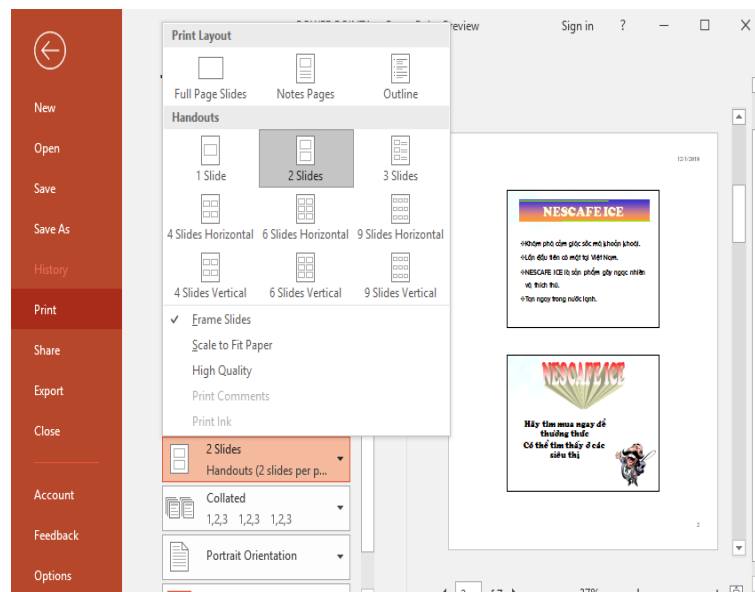 Preview
Sign in ?
New
Open
Save
Save As
History
Print
Share
Export
Close
Account
Feedback
Options
Print Layout
Full Page Slides Notes Pages Outline
Handouts
1 Slide 2 Slides 3 Slides
4 Slides Horizontal 6 Slides Horizontal 9 Slides Horizontal
4 Slides Vertical 6 Slides Vertical 9 Slides Vertical
✓ Frame Slides
Scale to Fit Paper
High Quality
Print Comments
Print Ink
2 Slides
Handouts (2 slides per p...
Collated
1,2,3 1,2,3 1,2,3
Portrait Orientation
12/1/2018
NESCAFE ICE
Khám phá cảm giác sốc mà khoan khoái.
Lần đầu tiên có một tại Việt Nam.
NESCAFE ICE là sản phẩm gây ngạc nhiên
và thích thú.
Tan ngay trong nước lạnh.
NESCAFE ICE
Hãy tìm mua ngay để
thưởng thức
Có thể tìm thấy ở các
siêu thị
2
37%